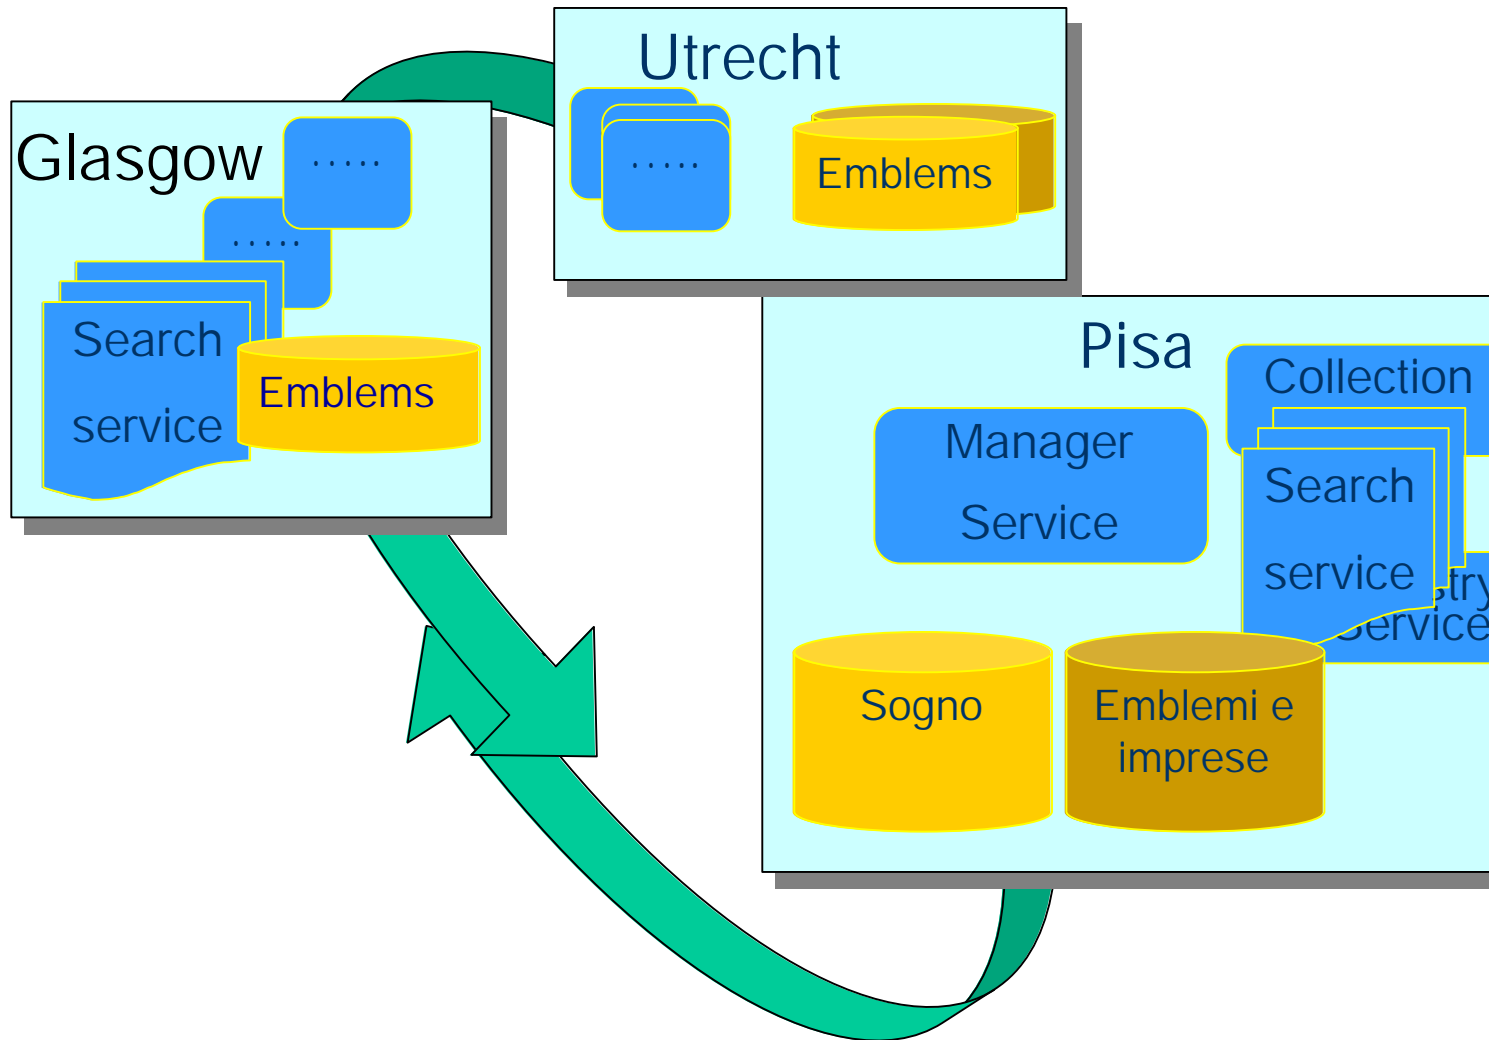 Utrecht
.....
Emblems
Glasgow
.....
.....
Search
service
Emblems
Pisa
Collection
Manager
Service
Search
service
Service
Sogno
Emblemi e
imprese